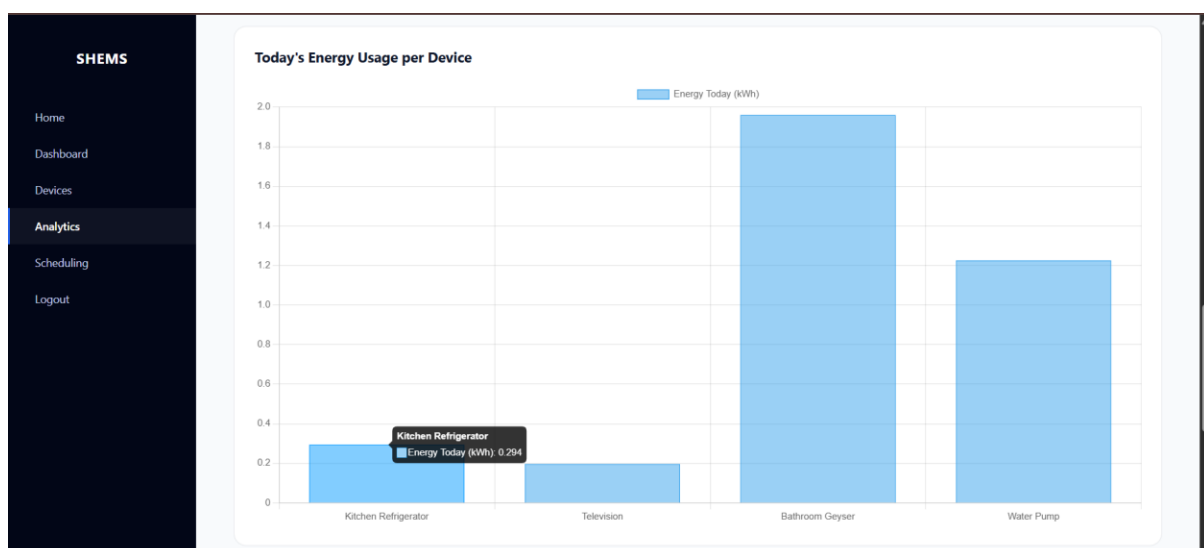 SHEMS
Home
Dashboard
Devices
Analytics
Scheduling
Logout
Today's Energy Usage per Device
Energy Today (kWh)
2.0
1.8
1.6
1.4
1.2
1.0
0.8
0.6
0.4
0.2
0
Kitchen Refrigerator
Energy Today (kWh): 0.294
Kitchen Refrigerator
Television
Bathroom Geyser
Water Pump